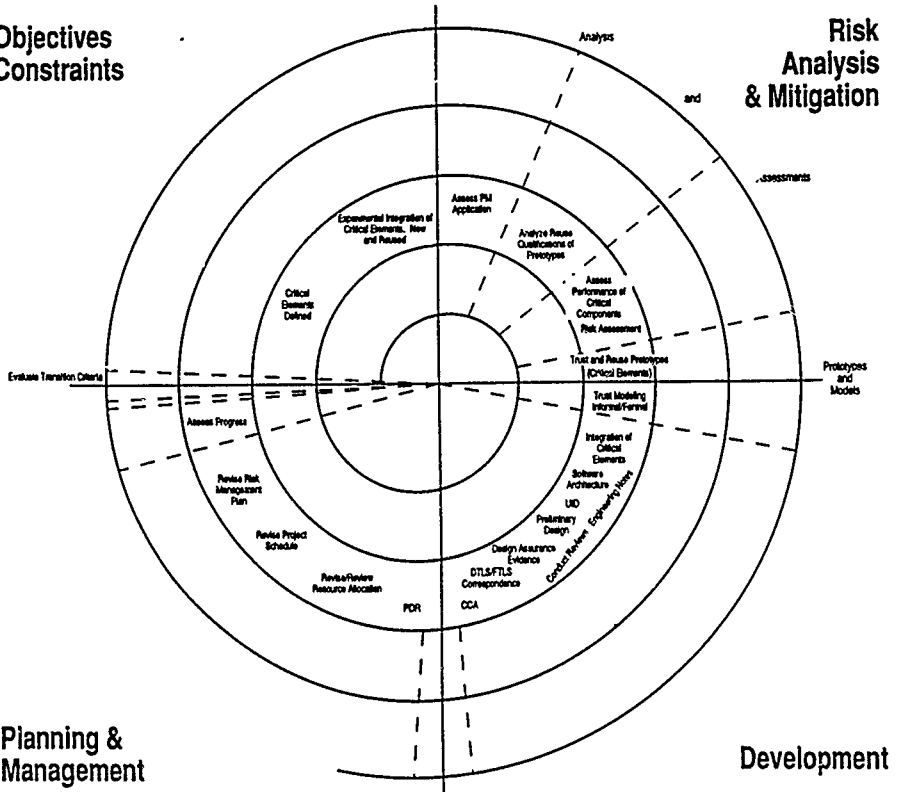 Objectives
Constraints
Risk
Analysis
& Mitigation
Analysis
and
Assessments
Assess PM
Application
Experimental Integration of
Critical Elements, New
and Reused
Analyze Reuse
Qualifications of
Prototypes
Critical
Elements
Defined
Assess
Performance of
Critical
Components
Risk Assessment
Trust and Reuse Prototypes
(Critical Elements)
Evaluate Transition Criteria
Prototypes
and
Models
Trust Modeling
Informal/Formal
Assess Progress
Integration of
Critical
Elements
Revise Risk
Management
Plan
Software
Architecture
UID
Engineering News
Preliminary
Design
Conduct Reviews
Revise Project
Schedule
Design Assurance
Evidence
DTLS/FTLS
Correspondence
Revise/Review
Resource Allocation
PDR
CCA
Planning &
Management
Development